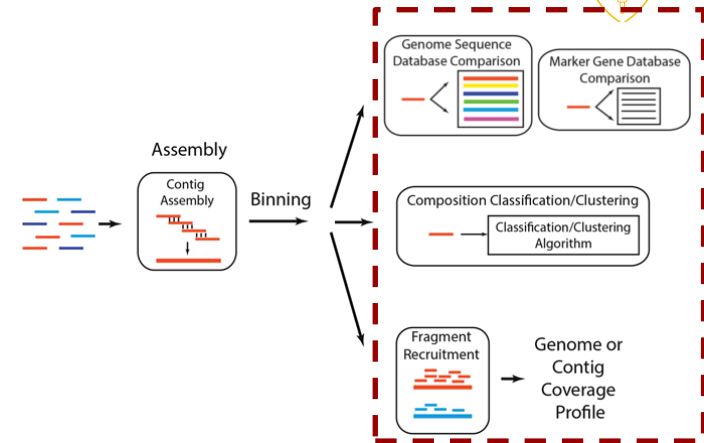 Genome Sequence
Database Comparison
Marker Gene Database
Comparison
Assembly
Contig
Assembly
Binning
Composition Classification/Clustering
Classification/Clustering
Algorithm
Fragment
Recruitment
Genome or
Contig
Coverage
Profile